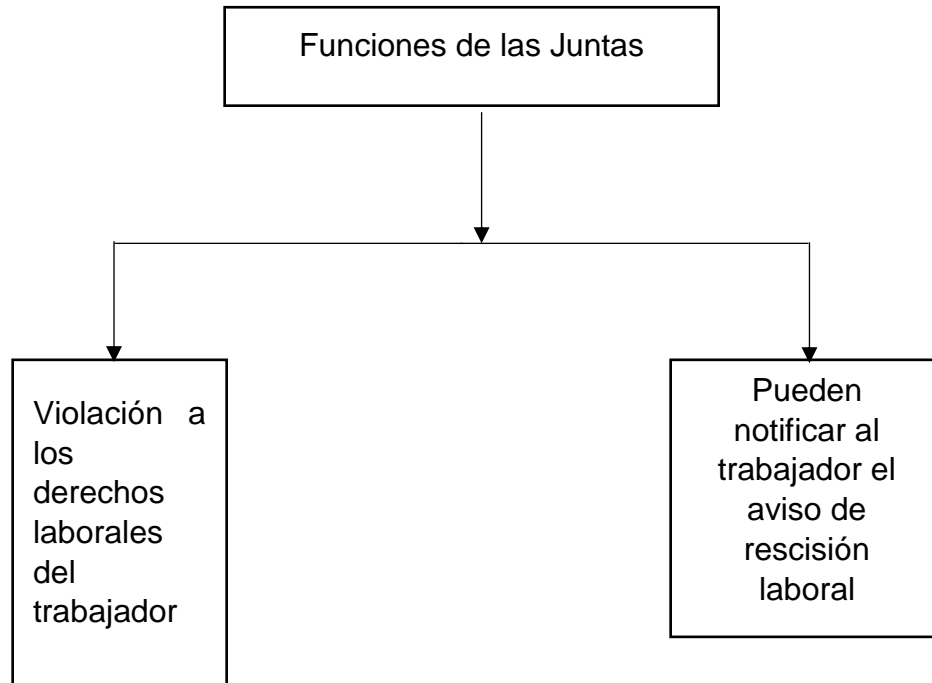 Funciones de las Juntas
Violación a
los
derechos
laborales
del
trabajador
Pueden
notificar al
trabajador el
aviso de
rescisión
laboral